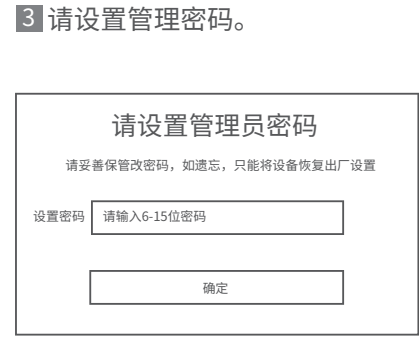 3 请设置管理密码。
请设置管理员密码
请妥善保管改密码，如遗忘，只能将设备恢复出厂设置
设置密码 请输入6-15位密码
确定